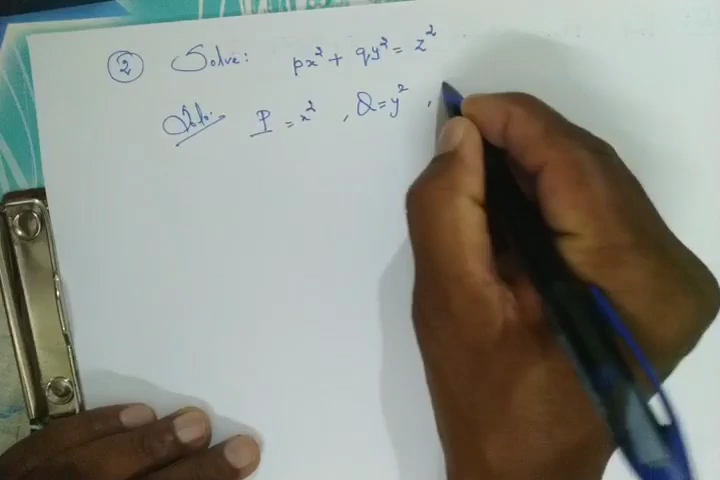 ② Solve: px² + qy² = z²
Soln: P = x², Q = y²,